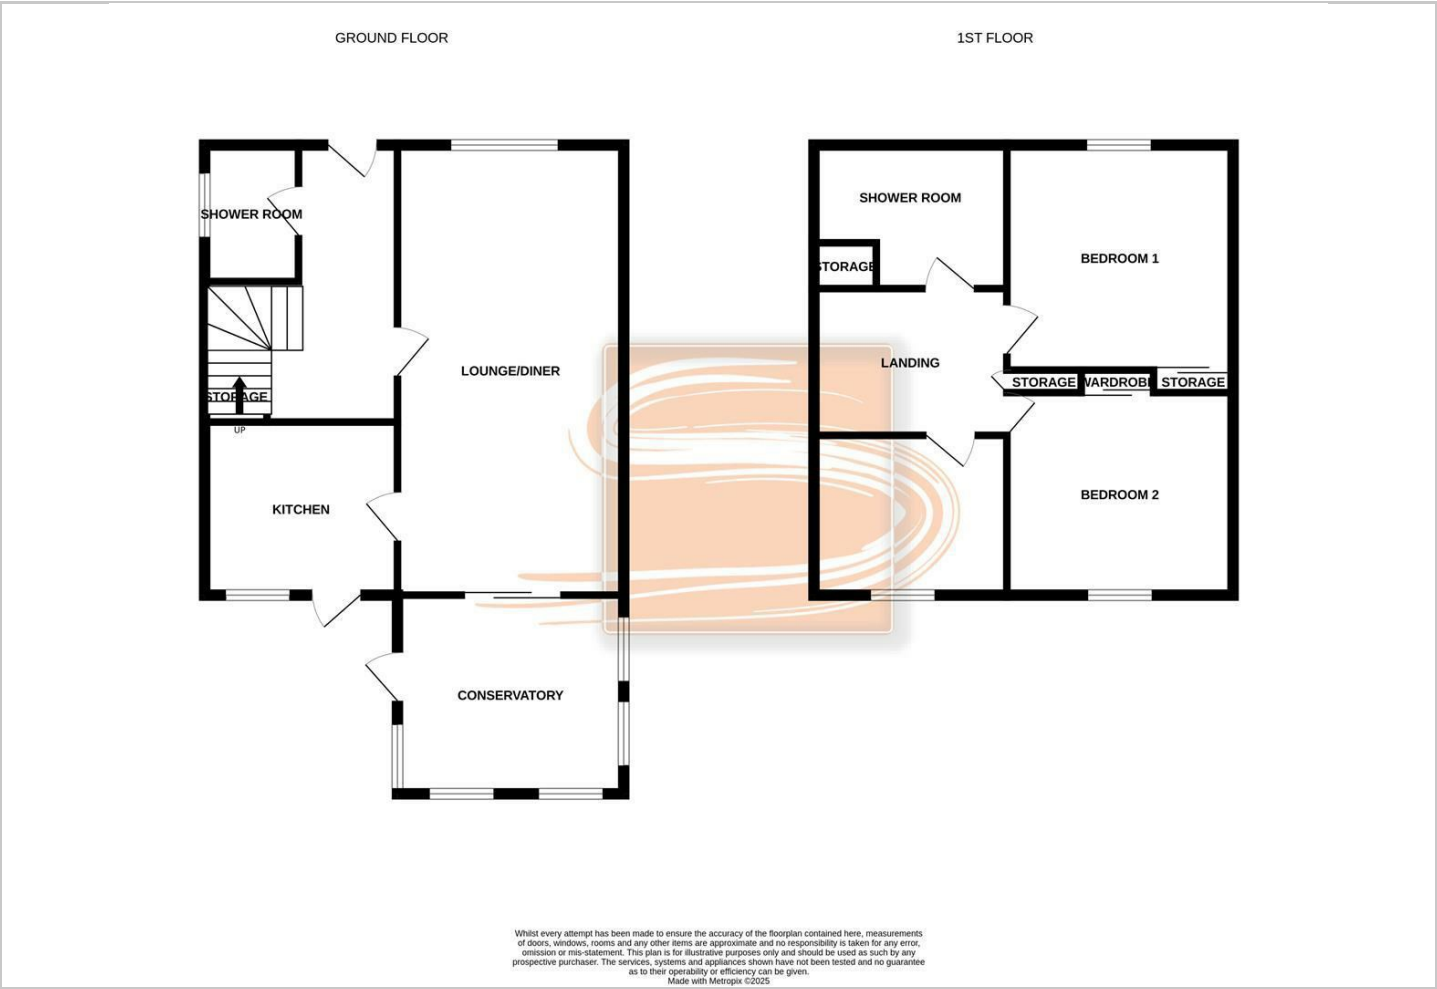 GROUND FLOOR
1ST FLOOR
SHOWER ROOM
LOUNGE/DINER
STORAGE
UP
KITCHEN
CONSERVATORY
SHOWER ROOM
STORAGE
BEDROOM 1
LANDING
STORAGE
WARDROBE
STORAGE
BEDROOM 2
Whilst every attempt has been made to ensure the accuracy of the floorplan contained here, measurements
of doors, windows, rooms and any other items are approximate and no responsibility is taken for any error,
omission or mis-statement. This plan is for illustrative purposes only and should be used as such by any
prospective purchaser. The services, systems and appliances shown have not been tested and no guarantee
as to their operability or efficiency can be given.
Made with Metropix ©2025